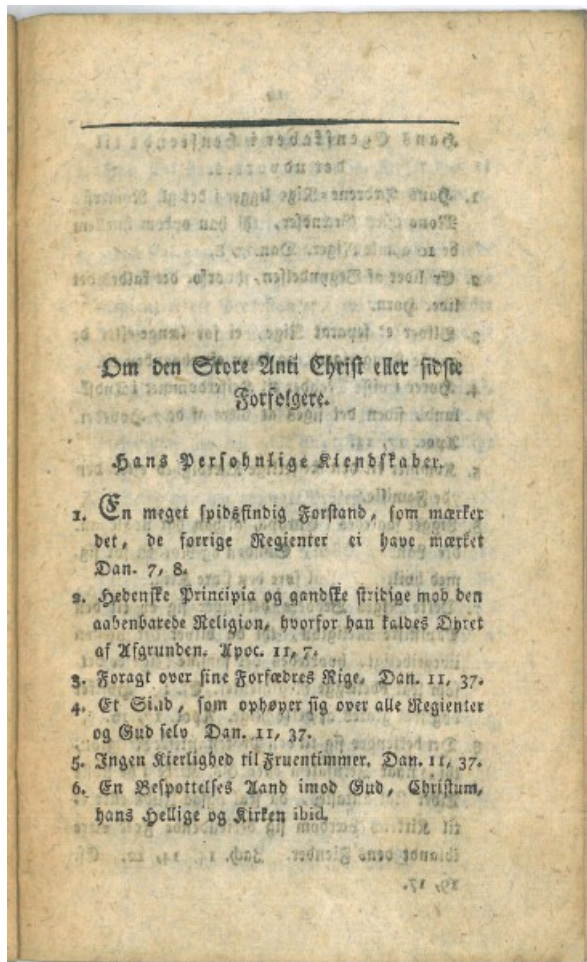 Om den Store Anti Christ eller sidste
Forfolgere.
Hans Persohnlige Kiendskaber.
1. En meget spidsfindig Forstand, som mærker
det, de forrige Regienter ei have mærket
Dan. 7, 8.
2. Hedenske Principia og gandske stridige mod den
aabenbarede Religion, hvorfor han kaldes Dyret
af Afgrunden. Apoc. 11, 7.
3. Foragt over sine Forfædres Rige. Dan. 11, 37.
4. Et Sind, som ophøyer sig over alle Regienter
og Gud selv Dan. 11, 37.
5. Ingen Kierlighed til Fruentimmer. Dan. 11, 37.
6. En Bespottelses Aand imod Gud, Christum,
hans Hellige og Kirken ibid.